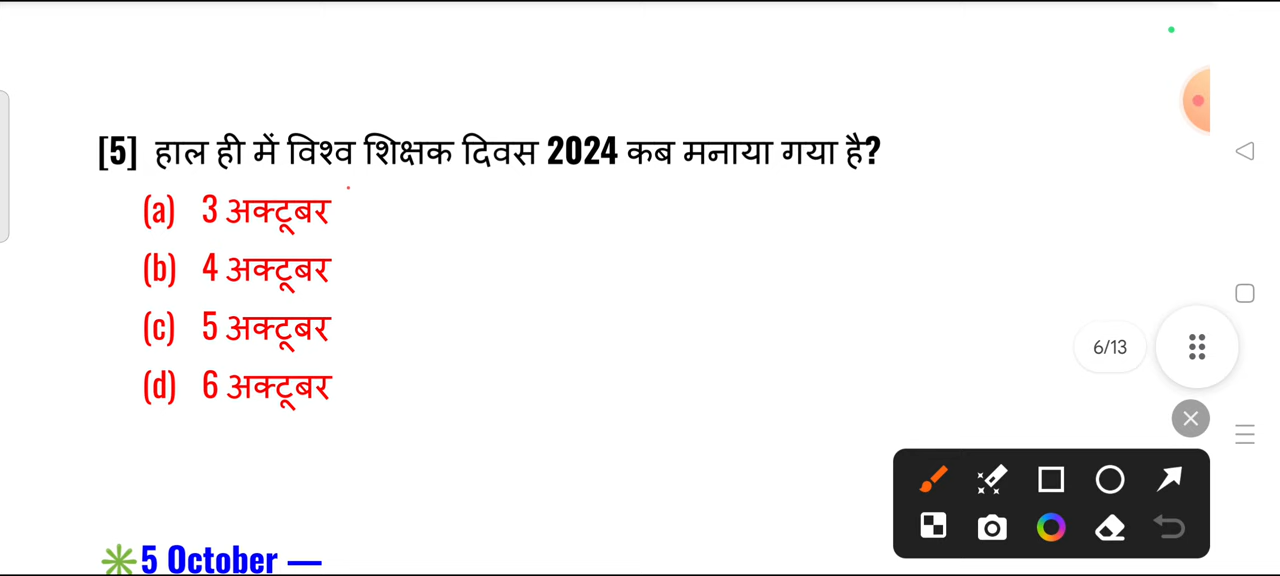 [5] हाल ही में विश्व शिक्षक दिवस 2024 कब मनाया गया है?
(a) 3 अक्टूबर
(b) 4 अक्टूबर
(c) 5 अक्टूबर
(d) 6 अक्टूबर
6/13
✳️5 October —